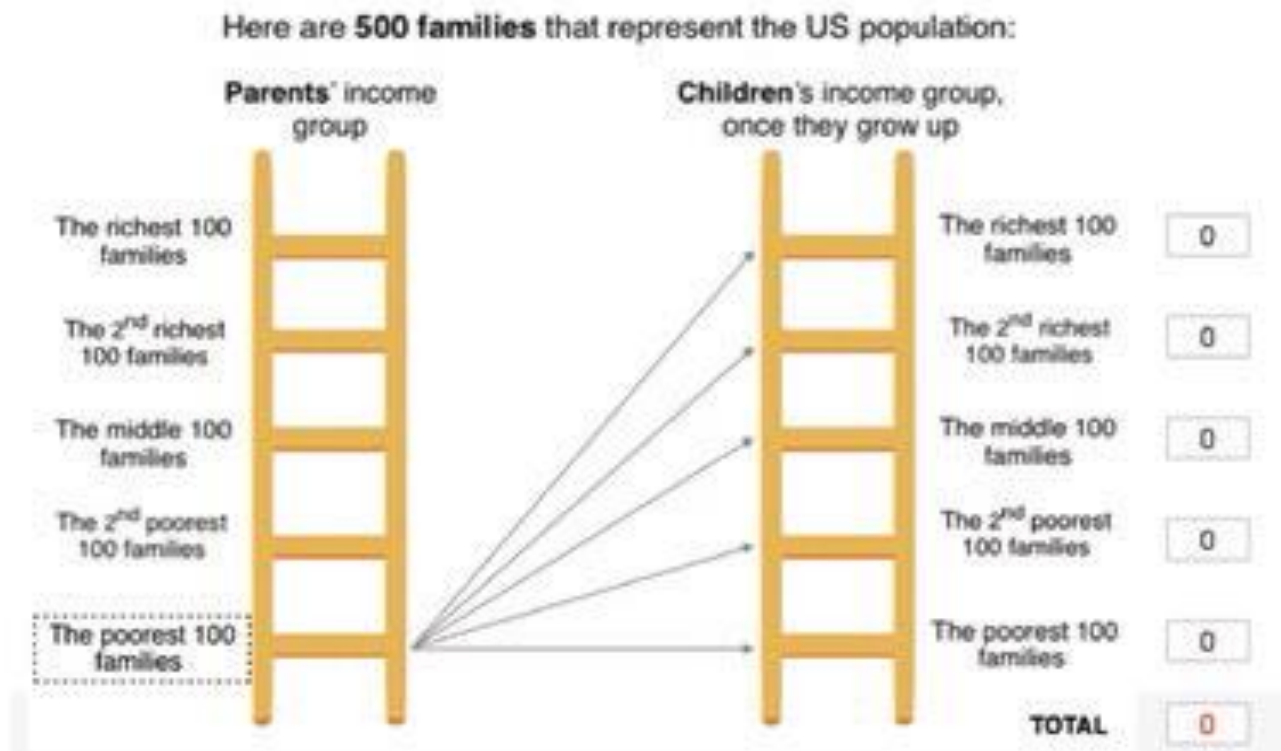 Here are 500 families that represent the US population:
Parents' income
group
Children's income group,
once they grow up
The richest 100
families
The 2nd richest
100 families
The middle 100
families
The 2nd poorest
100 families
The poorest 100
families
The richest 100
families
0
The 2nd richest
100 families
0
The middle 100
families
0
The 2nd poorest
100 families
0
The poorest 100
families
0
TOTAL 0